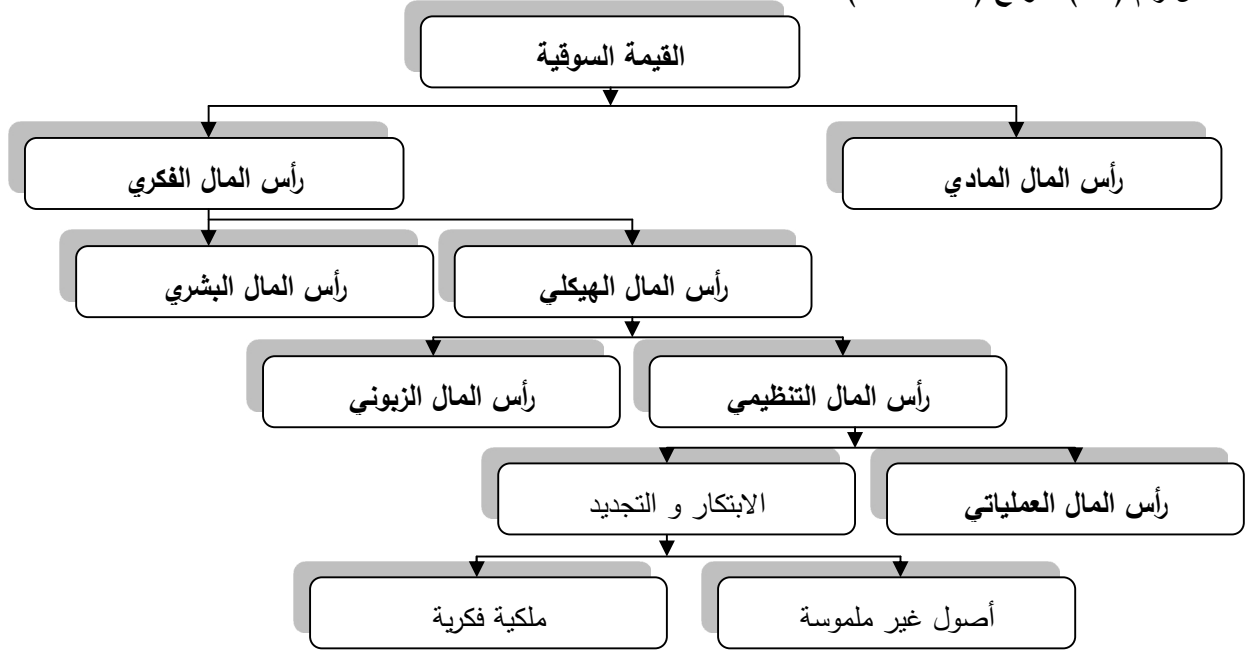 القيمة السوقية
رأس المال المادي
رأس المال الفكري
رأس المال الهيكلي
رأس المال البشري
رأس المال التنظيمي
رأس المال الزبوني
رأس المال العملياتي
الابتكار و التجديد
أصول غير ملموسة
ملكية فكرية